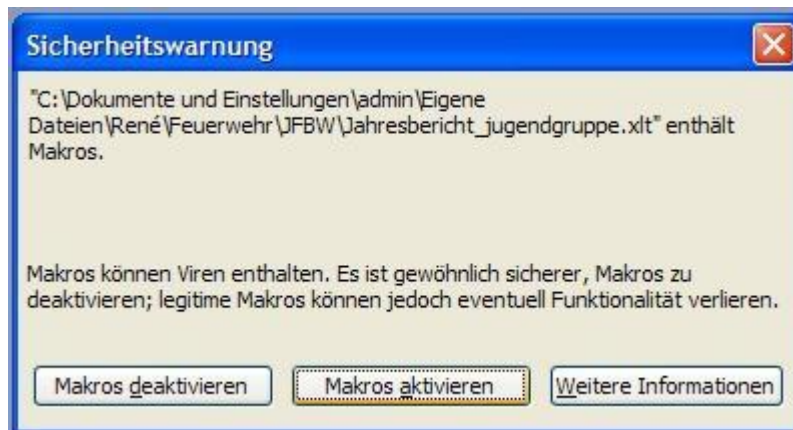 Sicherheitswarnung
"C:\Dokumente und Einstellungen\admin\Eigene
Dateien\René\Feuerwehr\JFBW\Jahresbericht_jugendgruppe.xlt" enthält
Makros.
Makros können Viren enthalten. Es ist gewöhnlich sicherer, Makros zu
deaktivieren; legitime Makros können jedoch eventuell Funktionalität verlieren.
Makros deaktivieren Makros aktivieren Weitere Informationen